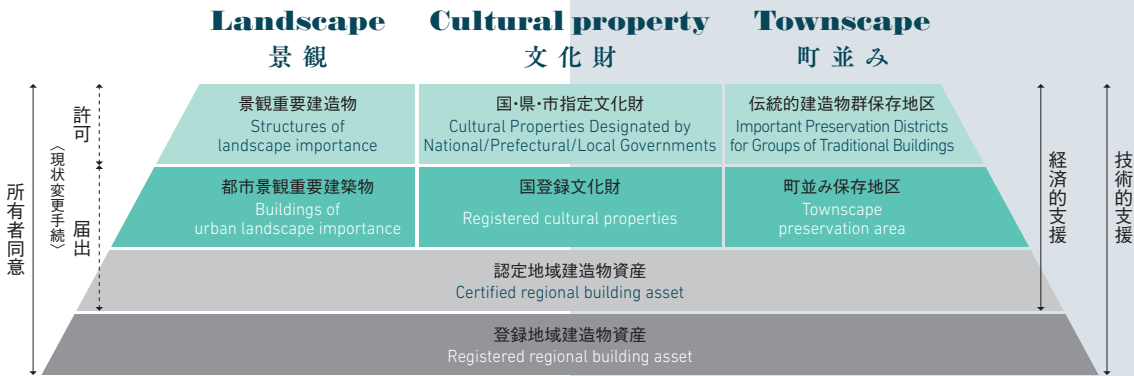 Landscape
景観
Cultural property
文化財
Townscape
町並み
所有者同意
〈現状変更手続〉
許可
届出
景観重要建造物
Structures of
landscape importance
国・県・市指定文化財
Cultural Properties Designated by
National/Prefectural/Local Governments
伝統的建造物群保存地区
Important Preservation Districts
for Groups of Traditional Buildings
都市景観重要建築物
Buildings of
urban landscape importance
国登録文化財
Registered cultural properties
町並み保存地区
Townscape
preservation area
認定地域建造物資産
Certified regional building asset
登録地域建造物資産
Registered regional building asset
経済的支援
技術的支援